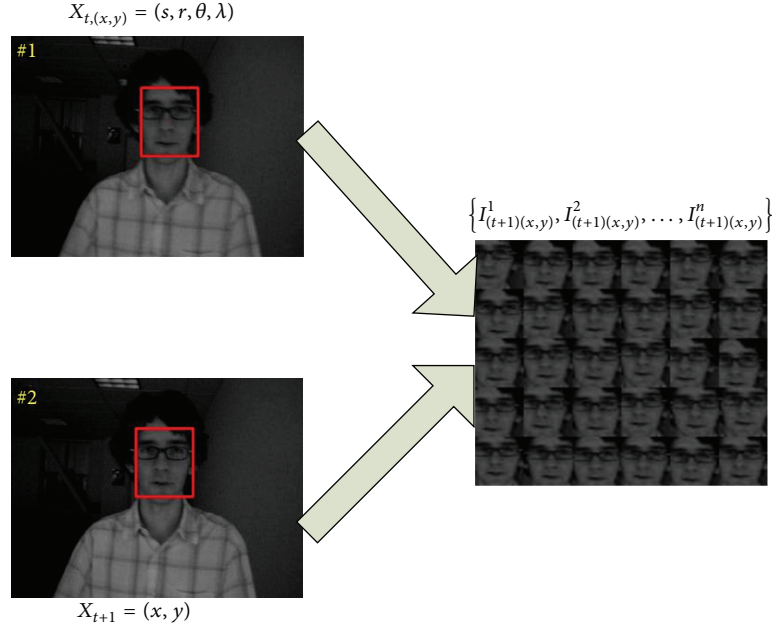 X_{t,(x,y)} = (s, r, θ, λ)
#1
{I^1_{(t+1)(x,y)}, I^2_{(t+1)(x,y)}, . . . , I^n_{(t+1)(x,y)}}
#2
X_{t+1} = (x, y)